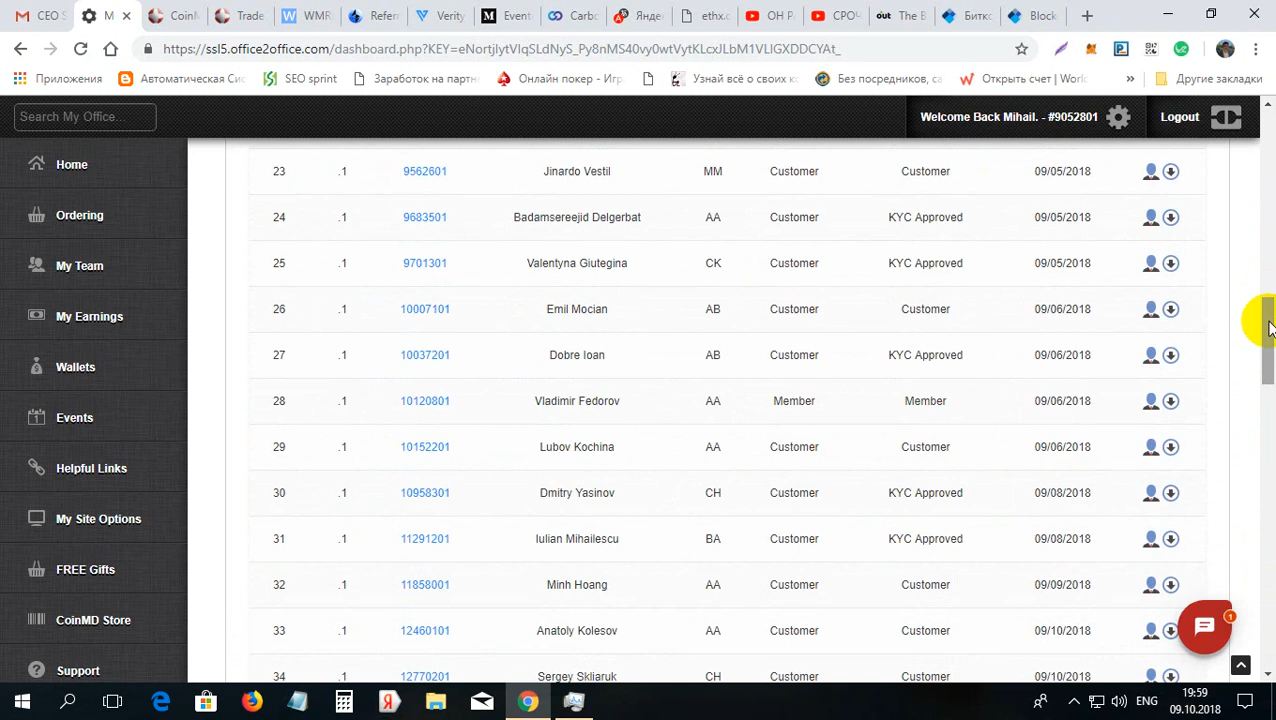 CEO S
M
CoinM
Trade
WMR
Refer
Verity
Event
Carbo
Янде
ethx.c
ОН Р
СРО
out The B
Битк
Block
https://ssl5.office2office.com/dashboard.php?KEY=eNortjIytVIqSLdNyS_Py8nMS40vy0wtVytKLcxJLbM1VLIGXDDCYAt_
Приложения
Автоматическая Си
SEO sprint
Заработок на партн
Онлайн покер - Игр
Узнай всё о своих ко
Без посредников, са
Открыть счет | World
»
Другие закладки
Search My Office...
Welcome Back Mihail. - #9052801
Logout
Home
Ordering
My Team
My Earnings
Wallets
Events
Helpful Links
My Site Options
FREE Gifts
CoinMD Store
Support
23 .1 9562601 Jinardo Vestil MM Customer Customer 09/05/2018
24 .1 9683501 Badamsereejid Delgerbat AA Customer KYC Approved 09/05/2018
25 .1 9701301 Valentyna Giutegina CK Customer KYC Approved 09/05/2018
26 .1 10007101 Emil Mocian AB Customer Customer 09/06/2018
27 .1 10037201 Dobre Ioan AB Customer KYC Approved 09/06/2018
28 .1 10120801 Vladimir Fedorov AA Member Member 09/06/2018
29 .1 10152201 Lubov Kochina AA Customer Customer 09/06/2018
30 .1 10958301 Dmitry Yasinov CH Customer KYC Approved 09/08/2018
31 .1 11291201 Iulian Mihailescu BA Customer KYC Approved 09/08/2018
32 .1 11858001 Minh Hoang AA Customer Customer 09/09/2018
33 .1 12460101 Anatoly Kolesov AA Customer Customer 09/10/2018
34 .1 12770201 Sergey Skliaruk CH Customer Customer 09/10/2018
1
ENG
19:59
09.10.2018